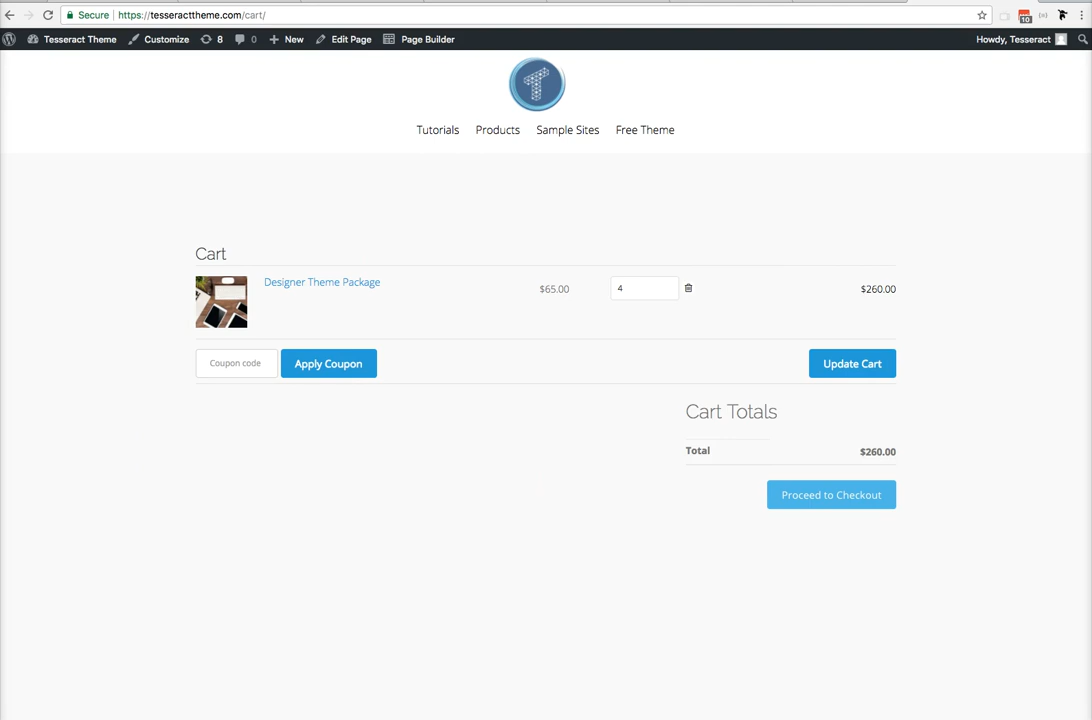 Secure https://tesseracttheme.com/cart/
10
Tesseract Theme Customize 8 0 New Edit Page Page Builder Howdy, Tesseract
T
Tutorials Products Sample Sites Free Theme
Cart
Designer Theme Package $65.00 4 $260.00
Coupon code Apply Coupon Update Cart
Cart Totals
Total $260.00
Proceed to Checkout